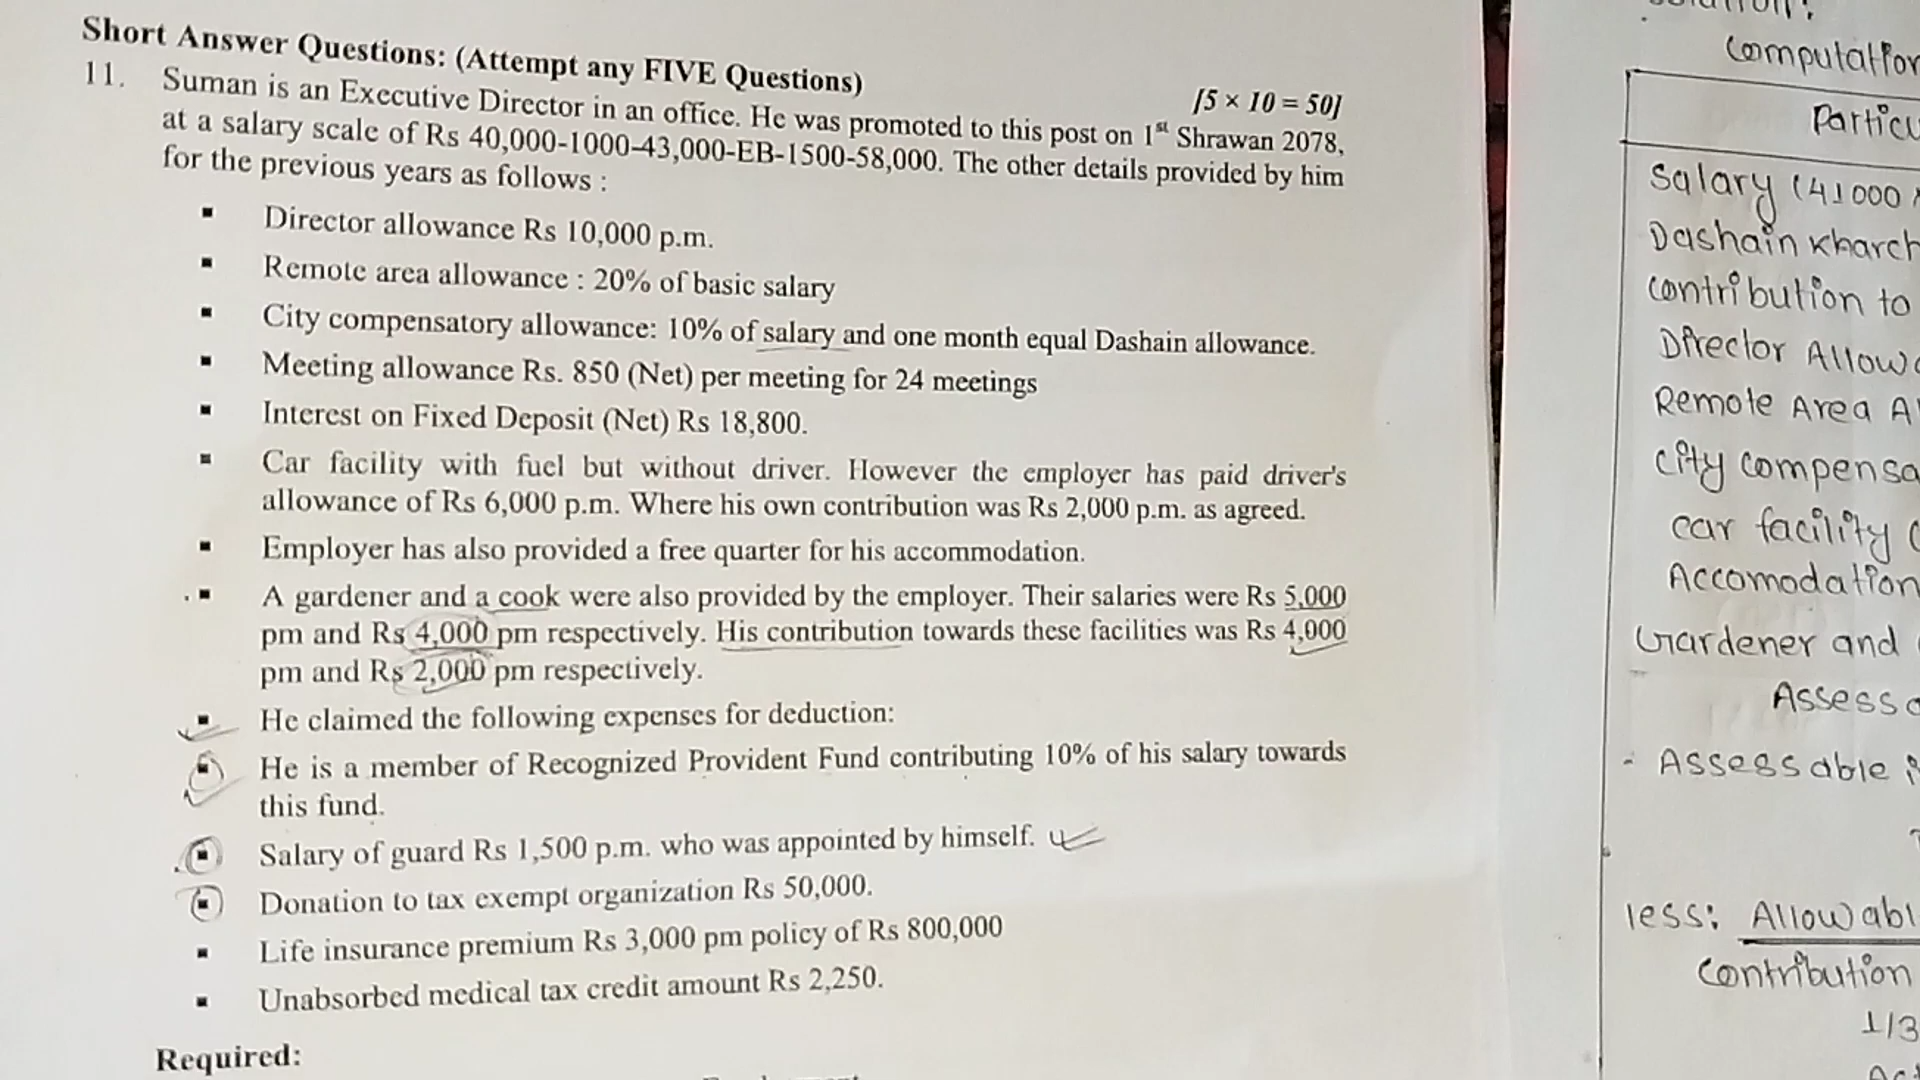 Short Answer Questions: (Attempt any FIVE Questions)
[5 × 10 = 50]
11. Suman is an Executive Director in an office. He was promoted to this post on 1st Shrawan 2078,
at a salary scale of Rs 40,000-1000-43,000-EB-1500-58,000. The other details provided by him
for the previous years as follows :
▪ Director allowance Rs 10,000 p.m.
▪ Remote area allowance : 20% of basic salary
▪ City compensatory allowance: 10% of salary and one month equal Dashain allowance.
▪ Meeting allowance Rs. 850 (Net) per meeting for 24 meetings
▪ Interest on Fixed Deposit (Net) Rs 18,800.
▪ Car facility with fuel but without driver. However the employer has paid driver's
allowance of Rs 6,000 p.m. Where his own contribution was Rs 2,000 p.m. as agreed.
▪ Employer has also provided a free quarter for his accommodation.
▪ A gardener and a cook were also provided by the employer. Their salaries were Rs 5,000
pm and Rs 4,000 pm respectively. His contribution towards these facilities was Rs 4,000
pm and Rs 2,000 pm respectively.
▪ He claimed the following expenses for deduction:
▪ He is a member of Recognized Provident Fund contributing 10% of his salary towards
this fund.
▪ Salary of guard Rs 1,500 p.m. who was appointed by himself.
▪ Donation to tax exempt organization Rs 50,000.
▪ Life insurance premium Rs 3,000 pm policy of Rs 800,000
▪ Unabsorbed medical tax credit amount Rs 2,250.
Required:
Computation
Particu
Salary (41000 x
Dashain Kharch
Contribution to
Director Allowa
Remote Area Al
City Compensa
Car facility
Accomodation
Gardener and
Assess
- Assessable i
less: Allowabl
Contribution
1/3